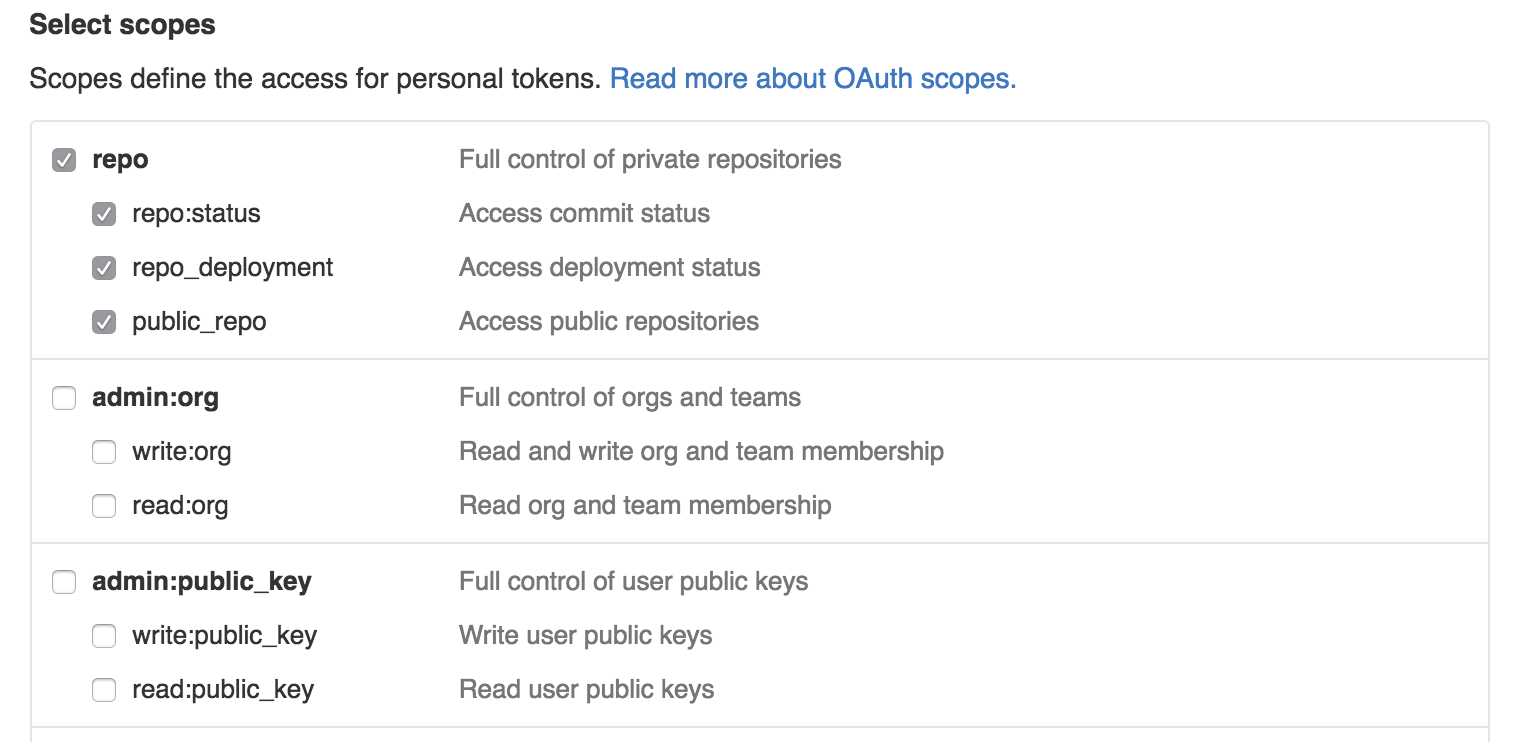 Select scopes
Scopes define the access for personal tokens. Read more about OAuth scopes.
repo Full control of private repositories
repo:status Access commit status
repo_deployment Access deployment status
public_repo Access public repositories
admin:org Full control of orgs and teams
write:org Read and write org and team membership
read:org Read org and team membership
admin:public_key Full control of user public keys
write:public_key Write user public keys
read:public_key Read user public keys